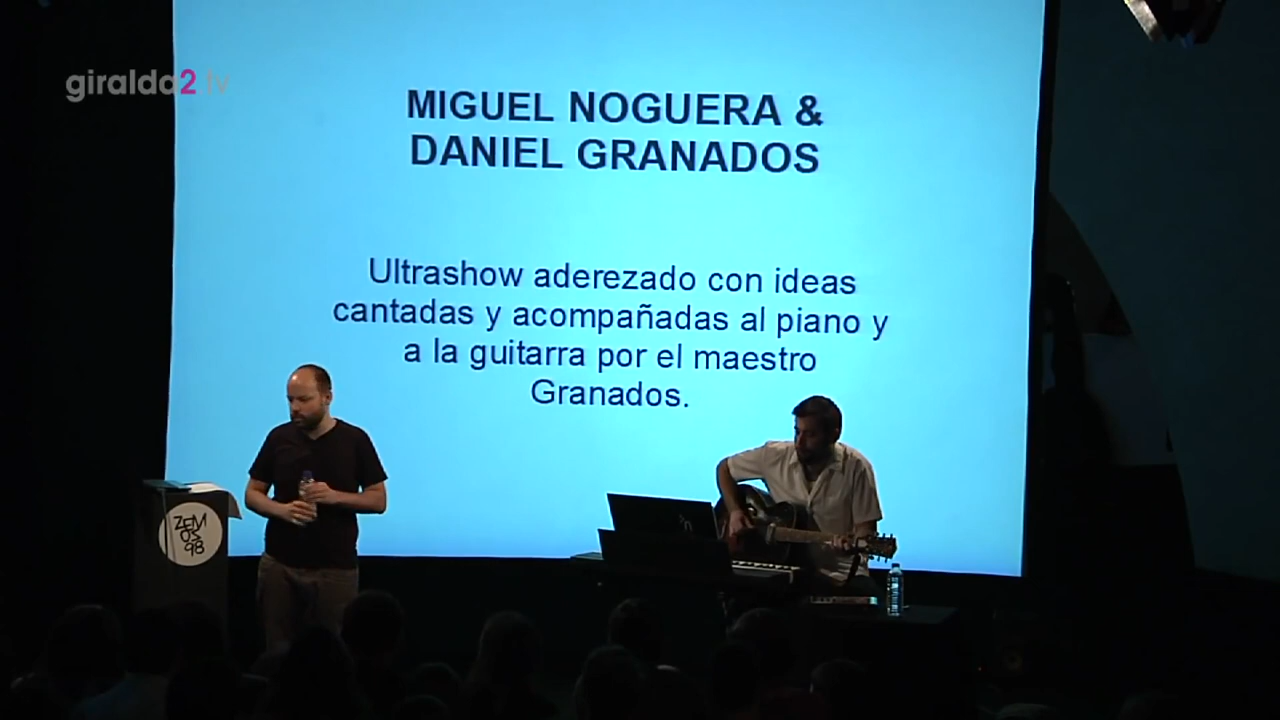 giralda2.tv
MIGUEL NOGUERA &
DANIEL GRANADOS
Ultrashow aderezado con ideas
cantadas y acompañadas al piano y
a la guitarra por el maestro
Granados.
ZEM
OS
98